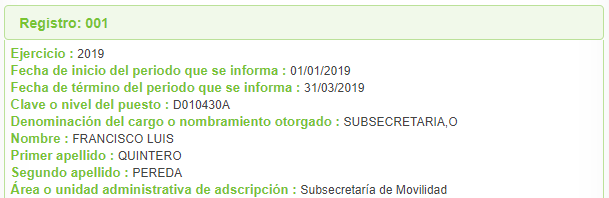 Registro: 001
Ejercicio : 2019
Fecha de inicio del periodo que se informa : 01/01/2019
Fecha de término del periodo que se informa : 31/03/2019
Clave o nivel del puesto : D010430A
Denominación del cargo o nombramiento otorgado : SUBSECRETARIA,O
Nombre : FRANCISCO LUIS
Primer apellido : QUINTERO
Segundo apellido : PEREDA
Área o unidad administrativa de adscripción : Subsecretaría de Movilidad